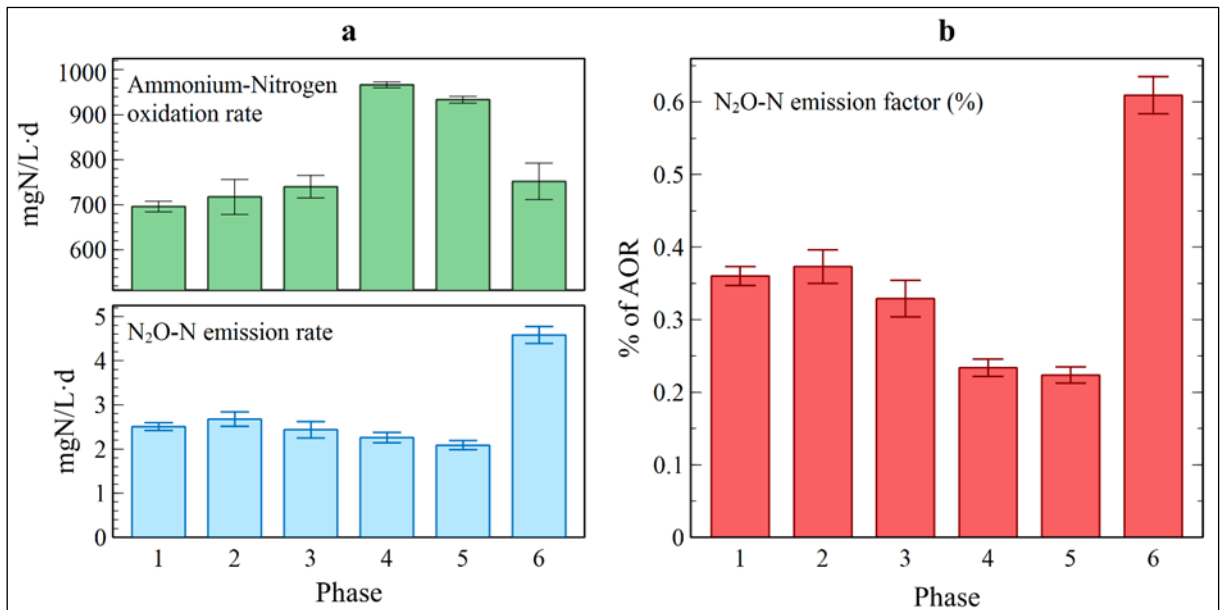 a
1000
900
800
700
600
mgN/L·d
Ammonium-Nitrogen
oxidation rate
5
4
3
2
1
0
mgN/L·d
N₂O-N emission rate
1 2 3 4 5 6
Phase
b
0.6
0.5
0.4
0.3
0.2
0.1
0
% of AOR
N₂O-N emission factor (%)
1 2 3 4 5 6
Phase